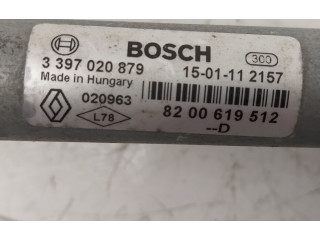 BOSCH
300
3 397 020 879
15-01-11 2157
Made in Hungary
020963
L78
82 00 619 512
--D